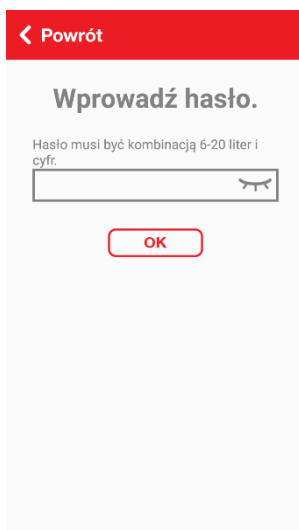 Powrót
Wprowadź hasło.
Hasło musi być kombinacją 6-20 liter i
cyfr.
OK